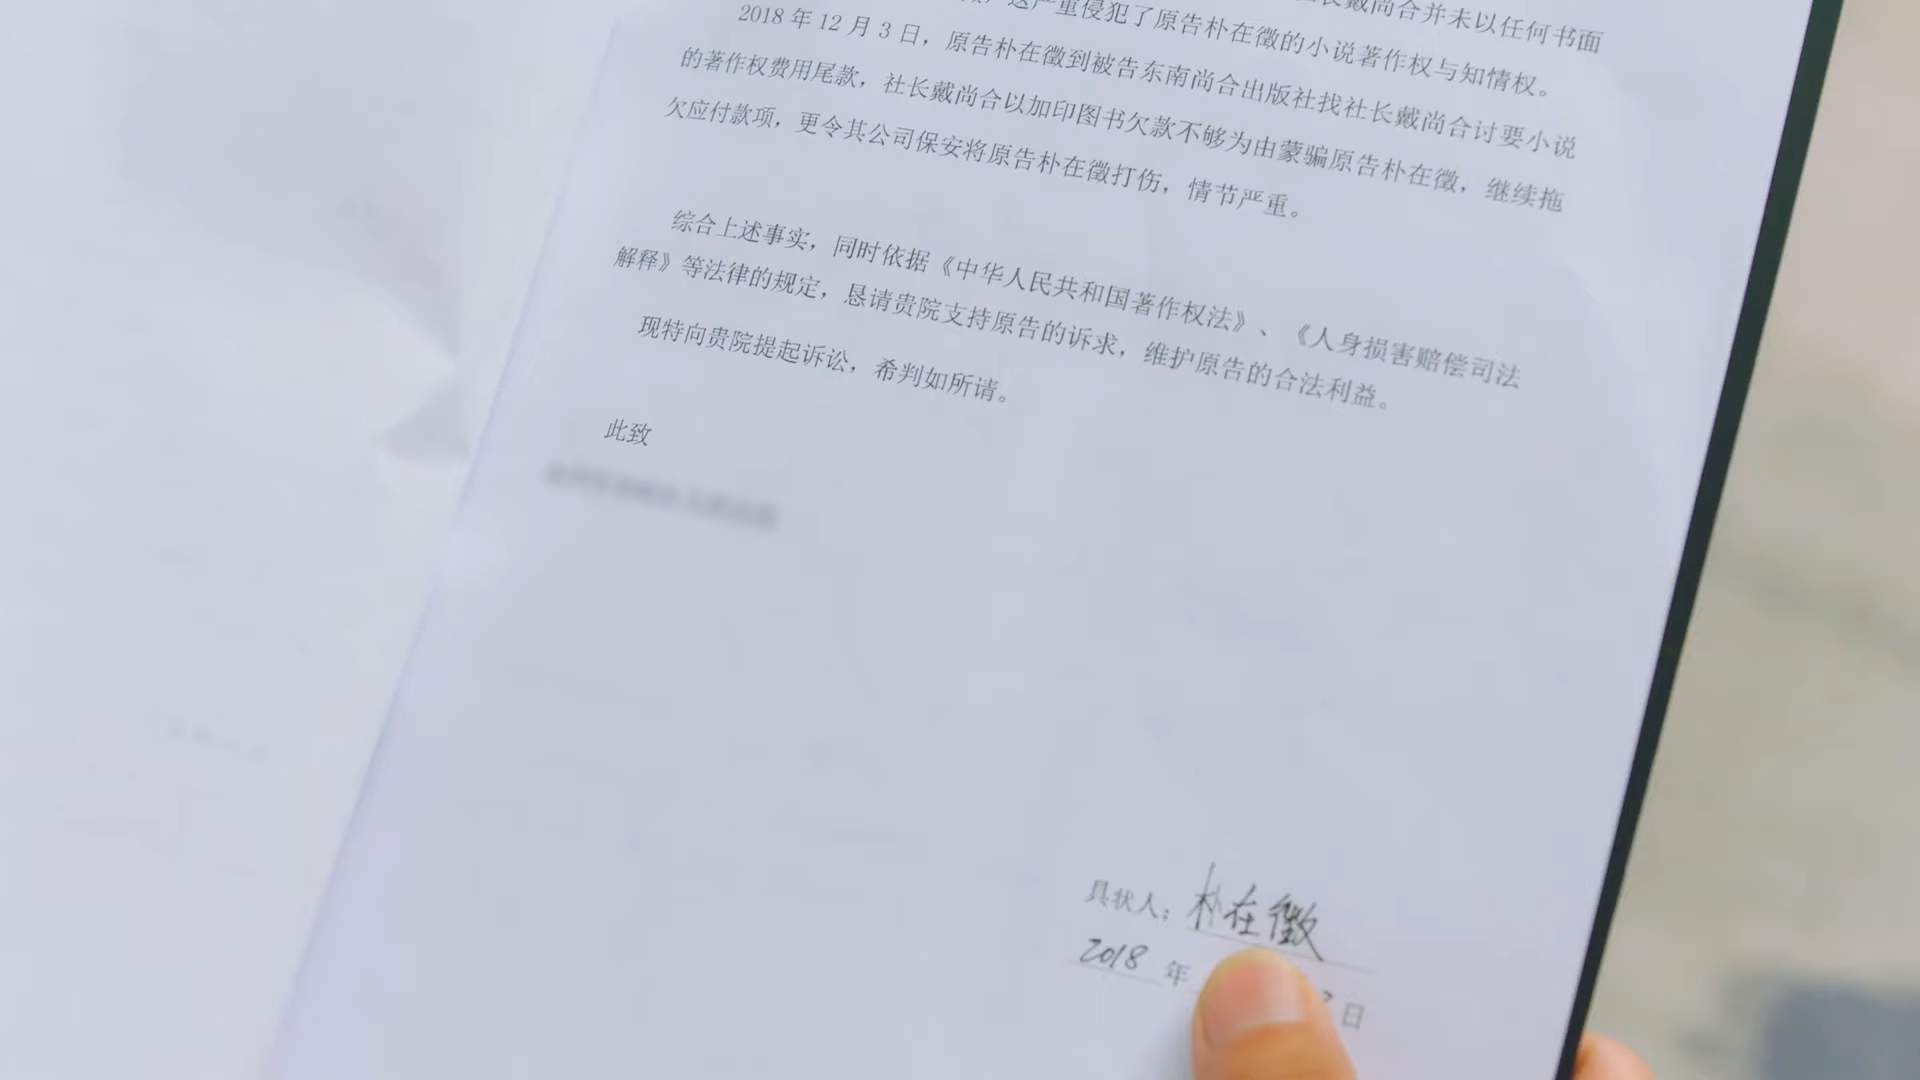 这严重侵犯了原告朴在徵的小说著作权与知情权。
长戴尚合并未以任何书面
2018 年 12 月 3 日，原告朴在徵到被告东南尚合出版社找社长戴尚合讨要小说
的著作权费用尾款，社长戴尚合以加印图书欠款不够为由蒙骗原告朴在徵，继续拖
欠应付款项，更令其公司保安将原告朴在徵打伤，情节严重。
综合上述事实，同时依据《中华人民共和国著作权法》、《人身损害赔偿司法
解释》等法律的规定，恳请贵院支持原告的诉求，维护原告的合法利益。
现特向贵院提起诉讼，希判如所请。
此致
具状人：朴在徵
2018 年 日